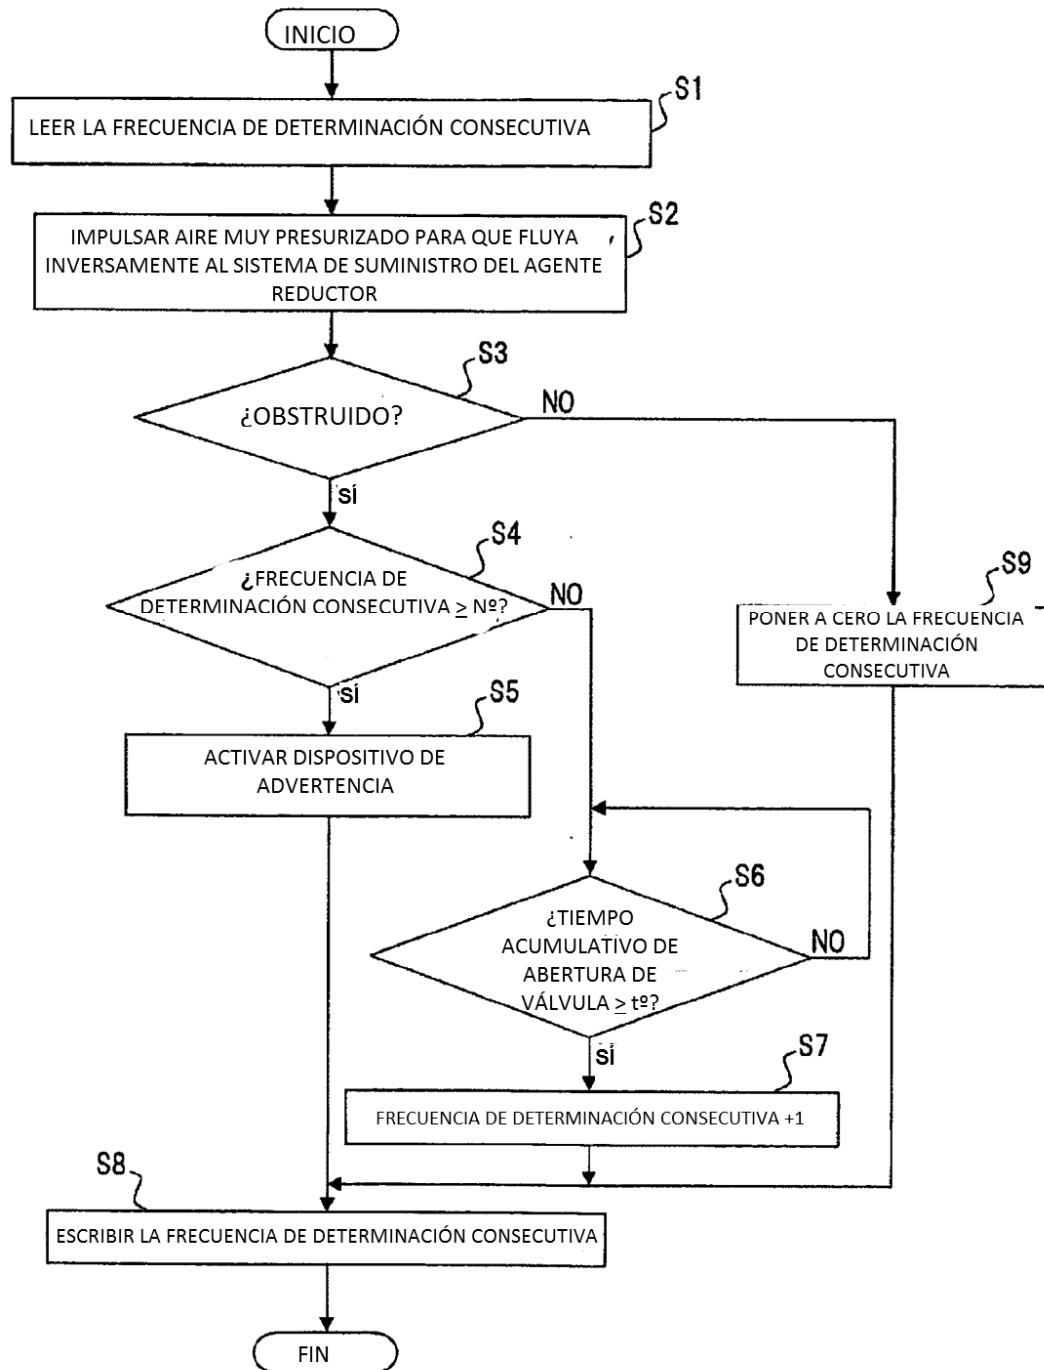 INICIO
S1
LEER LA FRECUENCIA DE DETERMINACIÓN CONSECUTIVA
S2
IMPULSAR AIRE MUY PRESURIZADO PARA QUE FLUYA
INVERSAMENTE AL SISTEMA DE SUMINISTRO DEL AGENTE
REDUCTOR
S3
¿OBSTRUIDO?
NO
SÍ
S4
¿FRECUENCIA DE
DETERMINACIÓN CONSECUTIVA ≥ Nº?
NO
SÍ
S9
PONER A CERO LA FRECUENCIA
DE DETERMINACIÓN
CONSECUTIVA
S5
ACTIVAR DISPOSITIVO DE
ADVERTENCIA
S6
¿TIEMPO
ACUMULATIVO DE
ABERTURA DE
VÁLVULA ≥ tº?
NO
SÍ
S7
FRECUENCIA DE DETERMINACIÓN CONSECUTIVA +1
S8
ESCRIBIR LA FRECUENCIA DE DETERMINACIÓN CONSECUTIVA
FIN